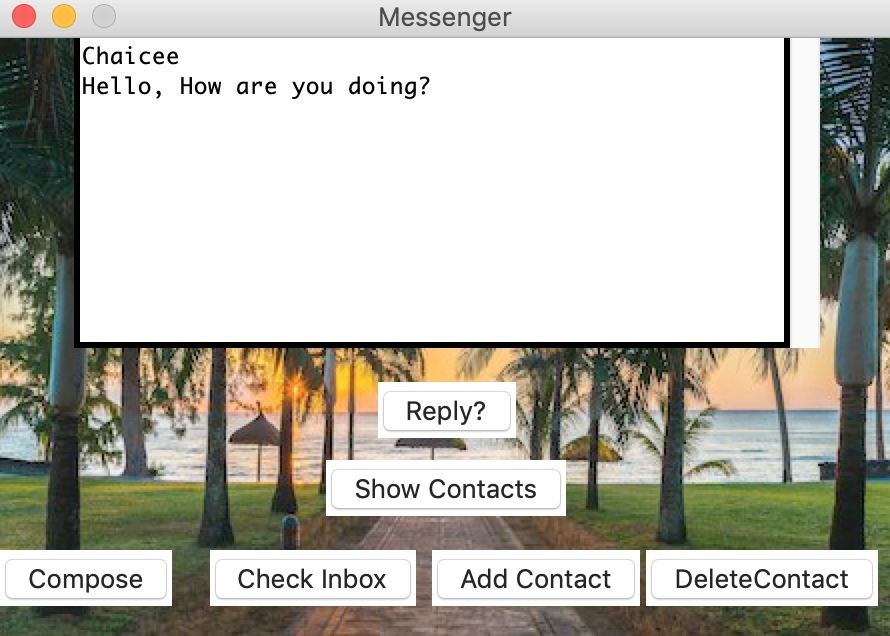 Messenger
Chaicee
Hello, How are you doing?
Reply?
Show Contacts
Compose
Check Inbox
Add Contact
DeleteContact